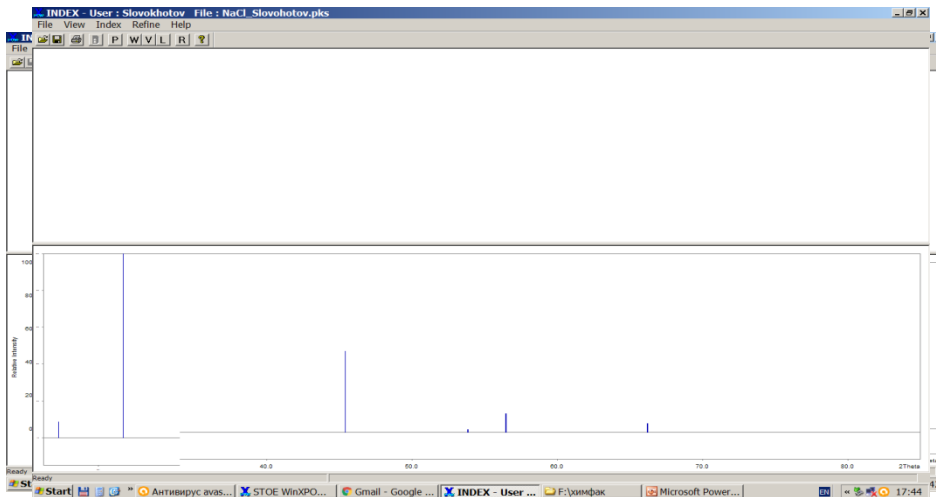 INDEX - User : Slovokhotov File : NaCl_Slovohotov.pks
File View Index Refine Help
P W V L R ?
IN
File
100
80
60
40
20
0
Relative Intensity
40.0 50.0 60.0 70.0 80.0 2Theta
Ready
Ready
St
Start » Антивирус avas... STOE WinXPO... Gmail - Google ... INDEX - User ... F:\химфак Microsoft Power... EN « 17:44